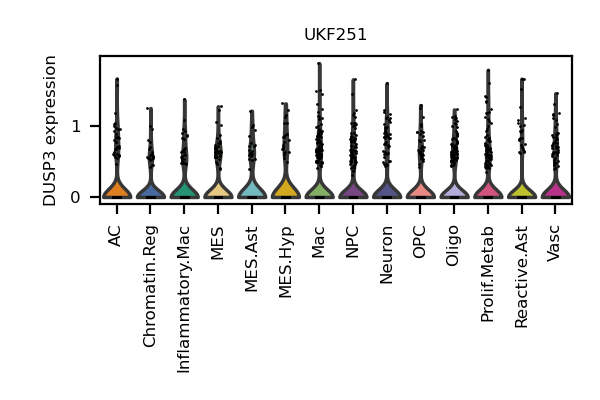 UKF251
DUSP3 expression
1
0
AC
Chromatin.Reg
Inflammatory.Mac
MES
MES.Ast
MES.Hyp
Mac
NPC
Neuron
OPC
Oligo
Prolif.Metab
Reactive.Ast
Vasc